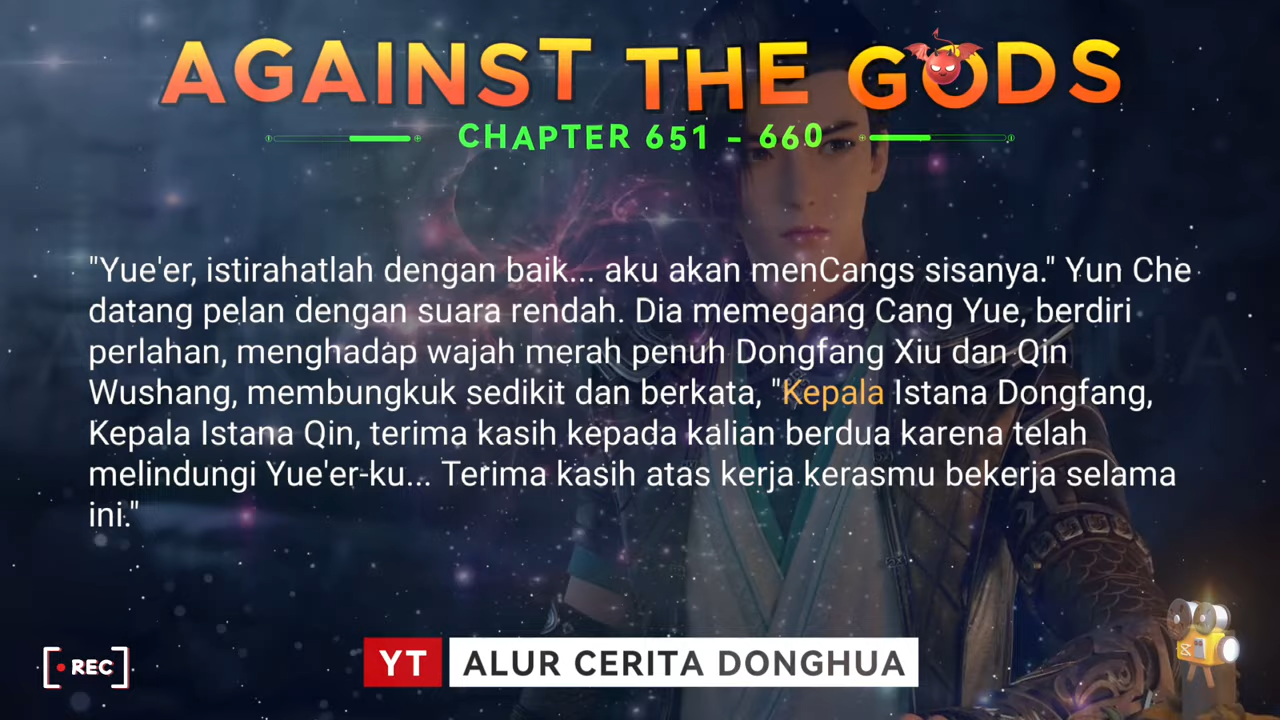 AGAINST THE GODS
CHAPTER 651 - 660
"Yue'er, istirahatlah dengan baik... aku akan menCangs sisanya." Yun Che
datang pelan dengan suara rendah. Dia memegang Cang Yue, berdiri
perlahan, menghadap wajah merah penuh Dongfang Xiu dan Qin
Wushang, membungkuk sedikit dan berkata, "Kepala Istana Dongfang,
Kepala Istana Qin, terima kasih kepada kalian berdua karena telah
melindungi Yue'er-ku... Terima kasih atas kerja kerasmu bekerja selama
ini."
REC
YT ALUR CERITA DONGHUA